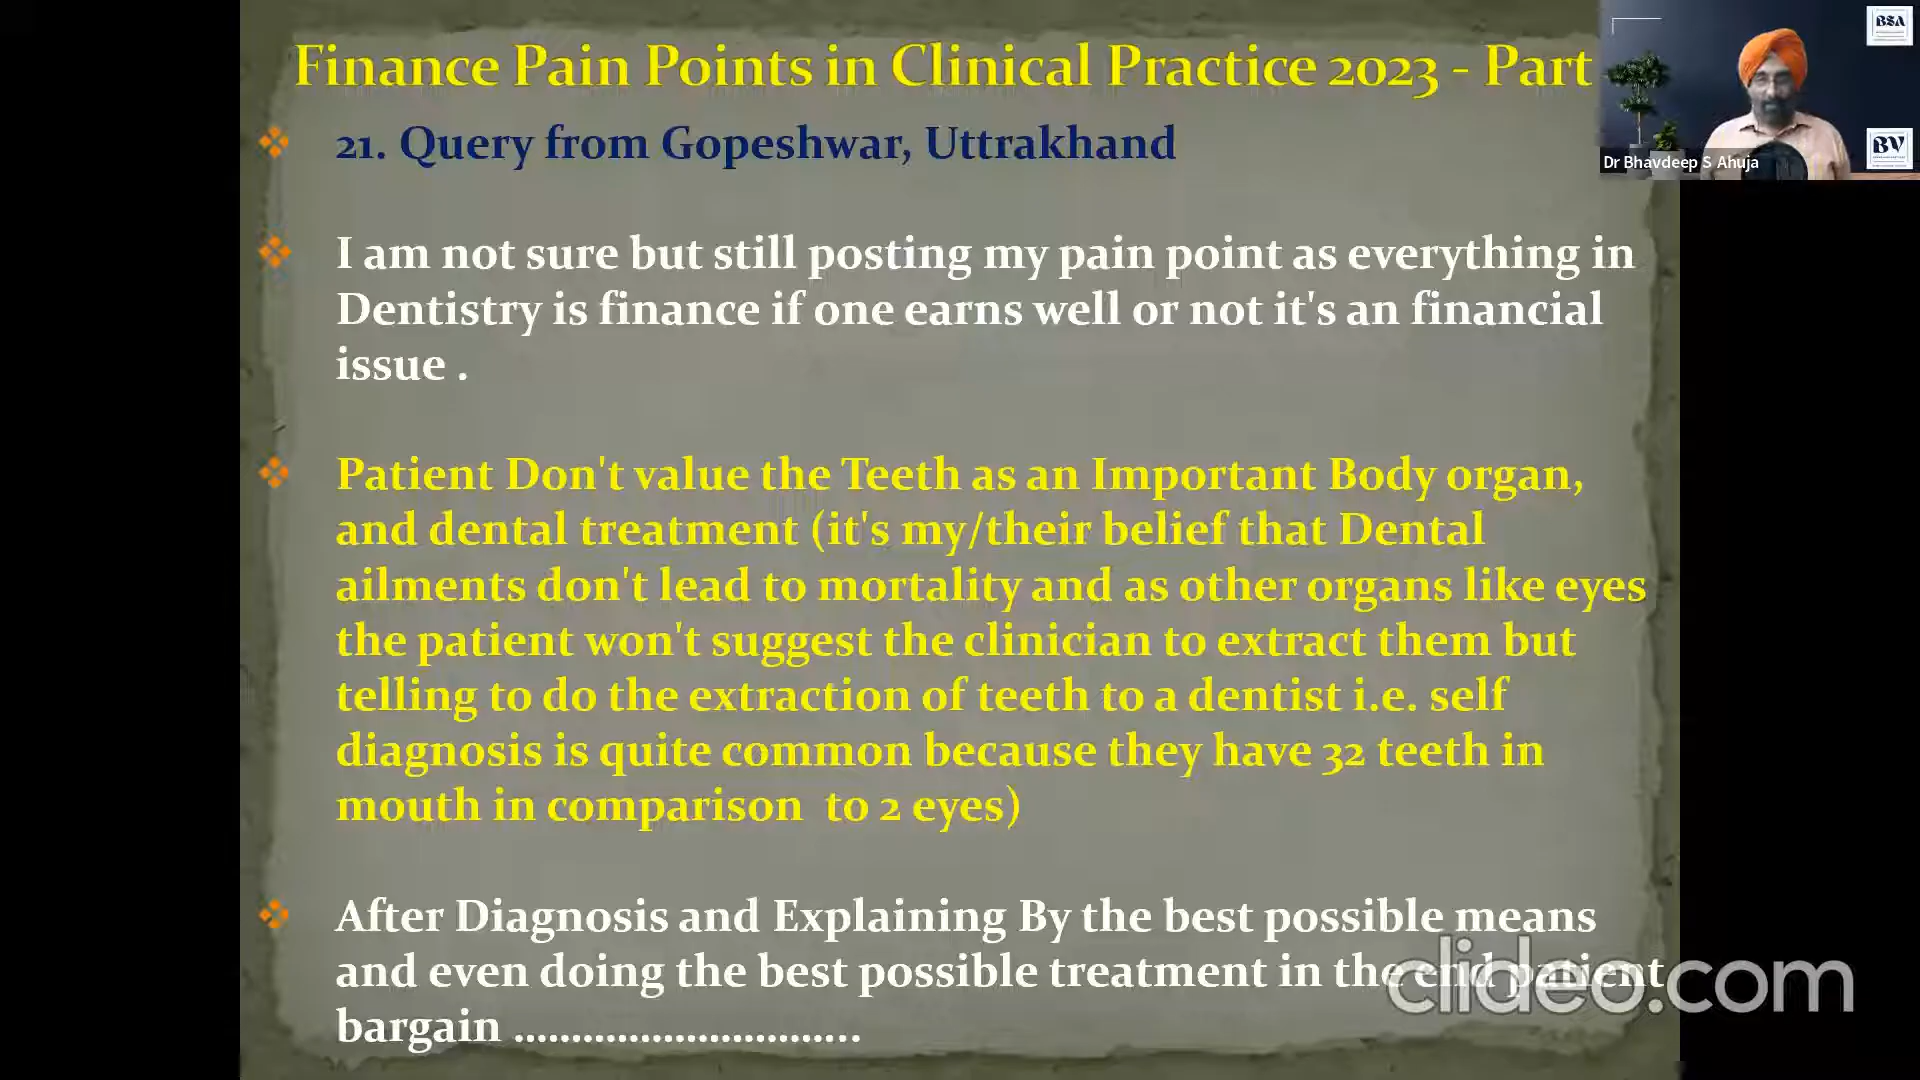 Finance Pain Points in Clinical Practice 2023 - Part
21. Query from Gopeshwar, Uttrakhand
I am not sure but still posting my pain point as everything in
Dentistry is finance if one earns well or not it's an financial
issue .
Patient Don't value the Teeth as an Important Body organ,
and dental treatment (it's my/their belief that Dental
ailments don't lead to mortality and as other organs like eyes
the patient won't suggest the clinician to extract them but
telling to do the extraction of teeth to a dentist i.e. self
diagnosis is quite common because they have 32 teeth in
mouth in comparison  to 2 eyes)
After Diagnosis and Explaining By the best possible means
and even doing the best possible treatment in the end patient
bargain ..............................
BSA
BV
Dr Bhavdeep S Ahuja
clideo.com